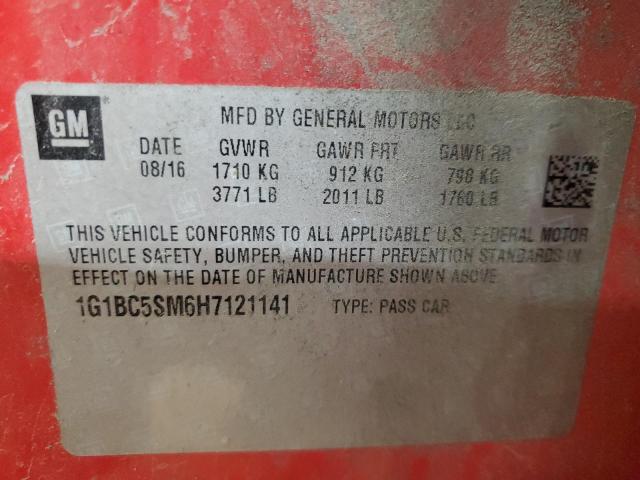 GM
MFD BY GENERAL MOTORS LLC
DATE GVWR GAWR FRT GAWR RR
08/16 1710 KG 912 KG 798 KG
3771 LB 2011 LB 1760 LB
THIS VEHICLE CONFORMS TO ALL APPLICABLE U.S. FEDERAL MOTOR
VEHICLE SAFETY, BUMPER, AND THEFT PREVENTION STANDARDS IN
EFFECT ON THE DATE OF MANUFACTURE SHOWN ABOVE
1G1BC5SM6H7121141 TYPE: PASS CAR